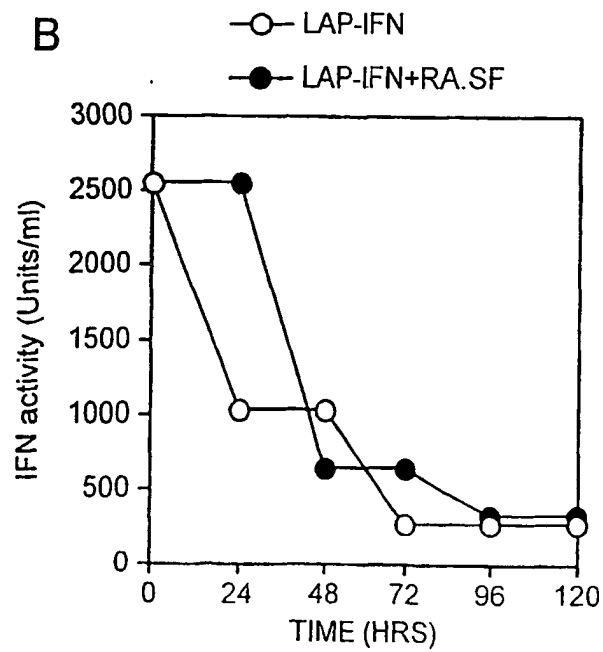 B
LAP-IFN
LAP-IFN+RA.SF
3000
2500
2000
1500
1000
500
0
IFN activity (Units/ml)
0 24 48 72 96 120
TIME (HRS)